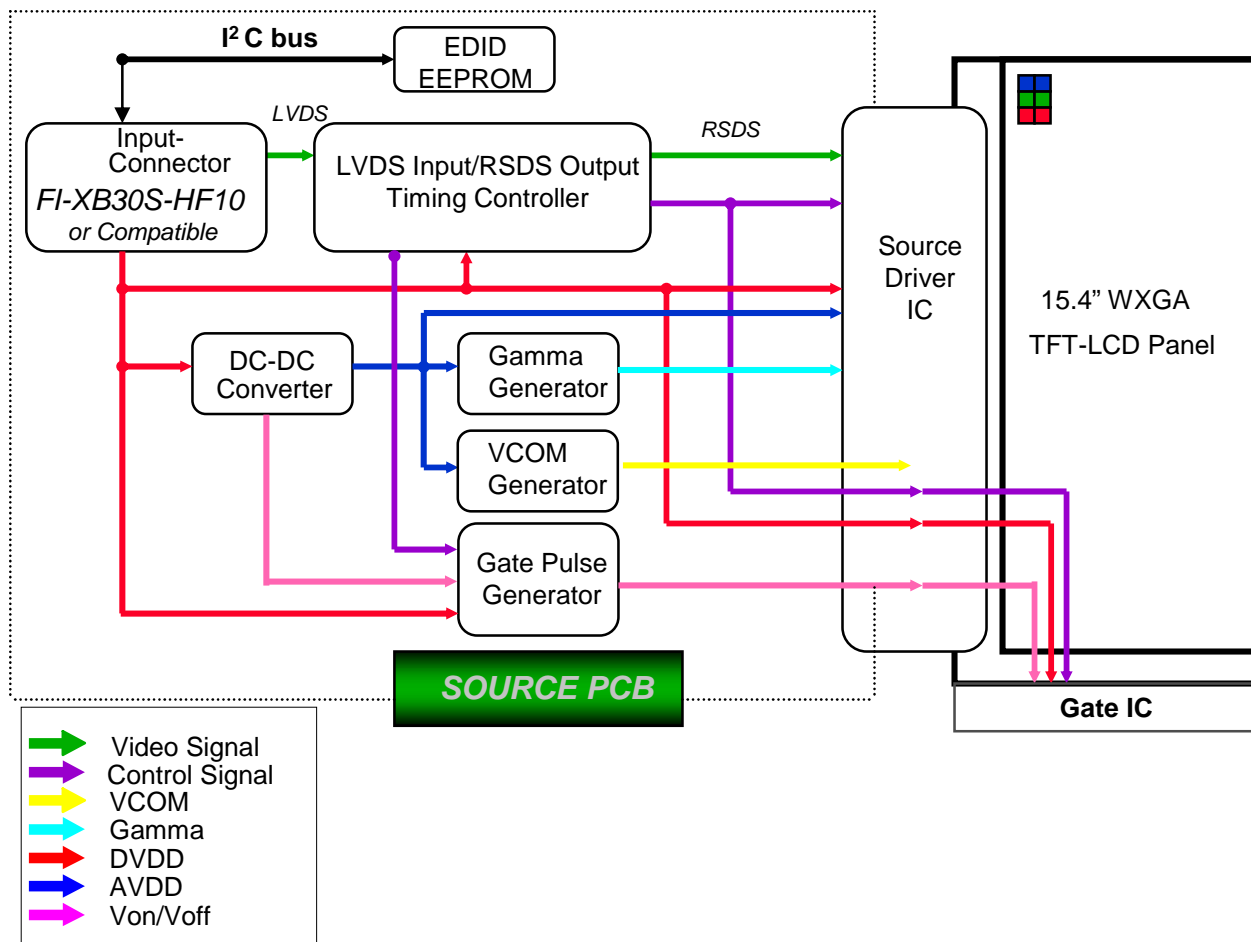 I² C bus
EDID
EEPROM
LVDS
RSDS
Input-
Connector
FI-XB30S-HF10
or Compatible
LVDS Input/RSDS Output
Timing Controller
Source
Driver
IC
15.4” WXGA
TFT-LCD Panel
DC-DC
Converter
Gamma
Generator
VCOM
Generator
Gate Pulse
Generator
SOURCE PCB
Gate IC
Video Signal
Control Signal
VCOM
Gamma
DVDD
AVDD
Von/Voff